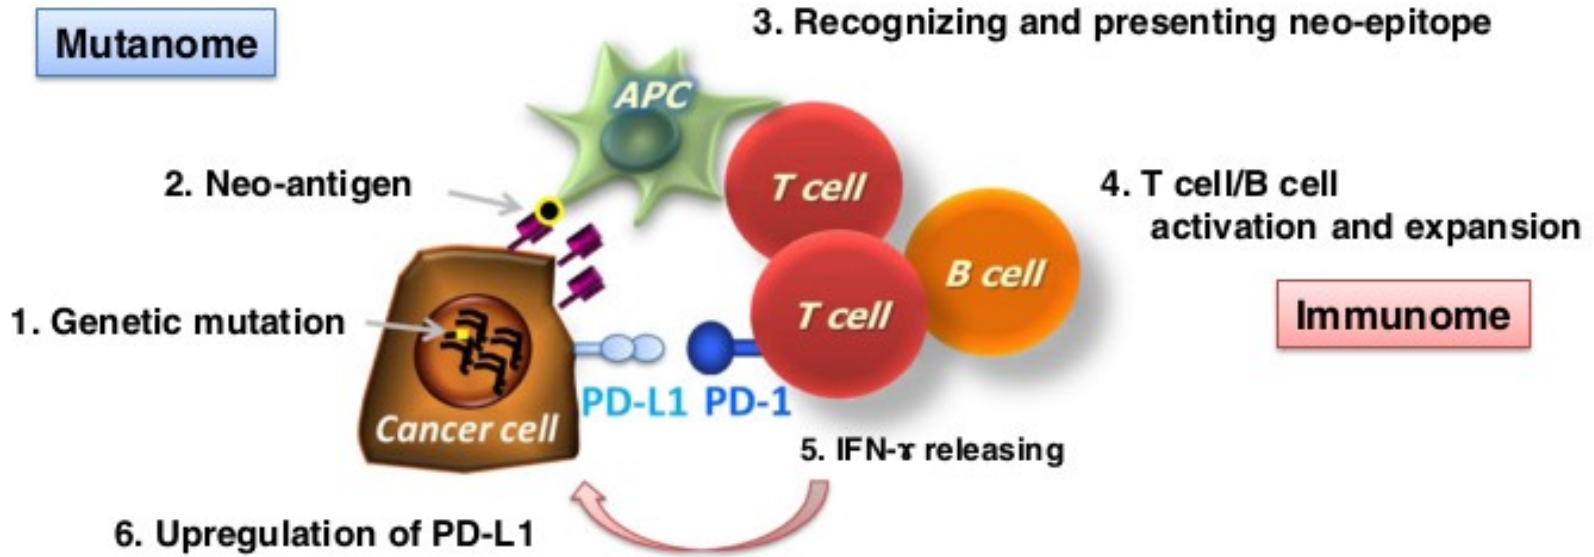 Mutanome
3. Recognizing and presenting neo-epitope
APC
2. Neo-antigen
T cell
4. T cell/B cell
activation and expansion
B cell
1. Genetic mutation
T cell
Immunome
PD-L1 PD-1
Cancer cell
5. IFN-ɤ releasing
6. Upregulation of PD-L1